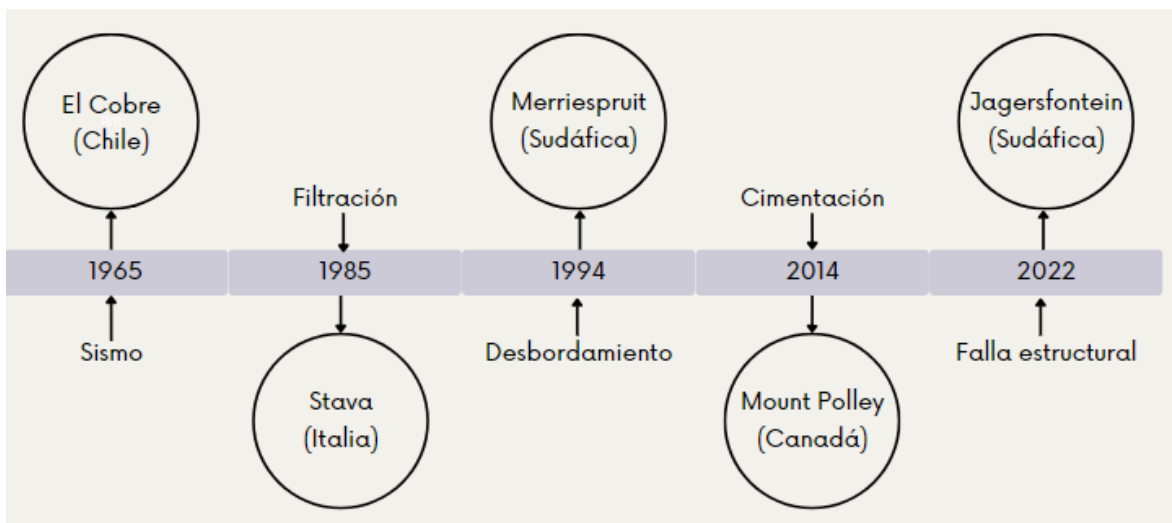 El Cobre
(Chile)
Merriespruit
(Sudáfica)
Jagersfontein
(Sudáfica)
Filtración
Cimentación
1965
1985
1994
2014
2022
Sismo
Desbordamiento
Falla estructural
Stava
(Italia)
Mount Polley
(Canadá)